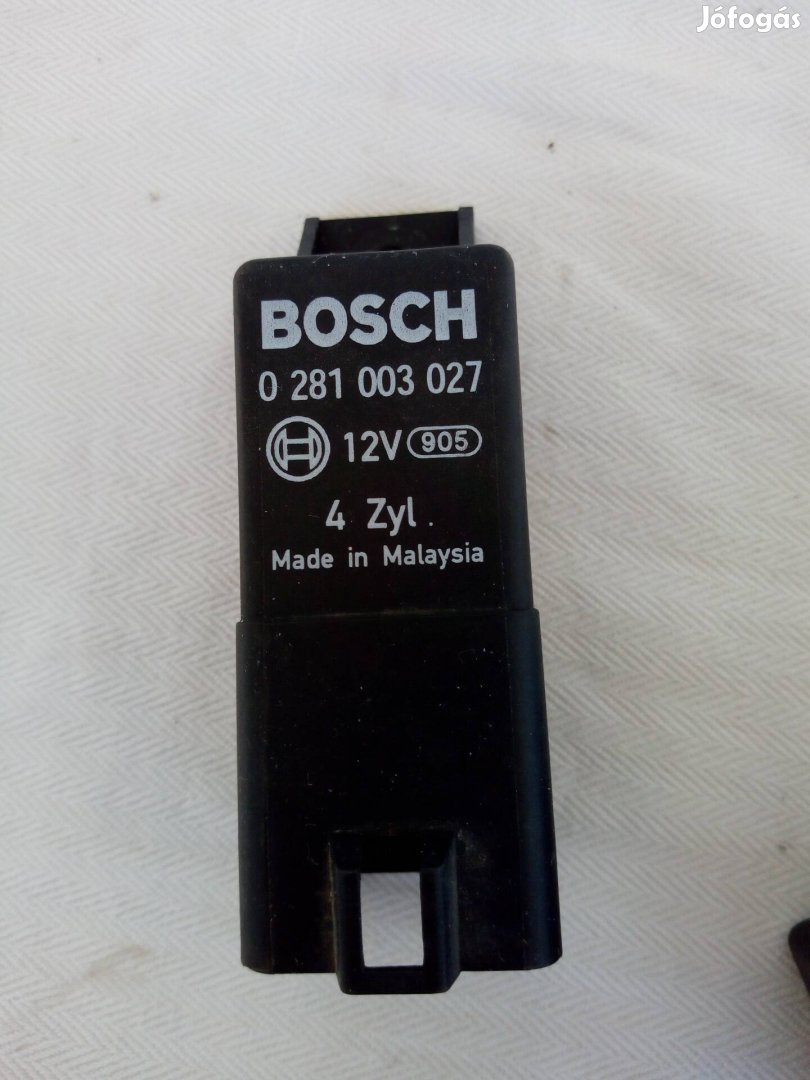 Jófogás
BOSCH
0 281 003 027
12V 905
4 Zyl.
Made in Malaysia